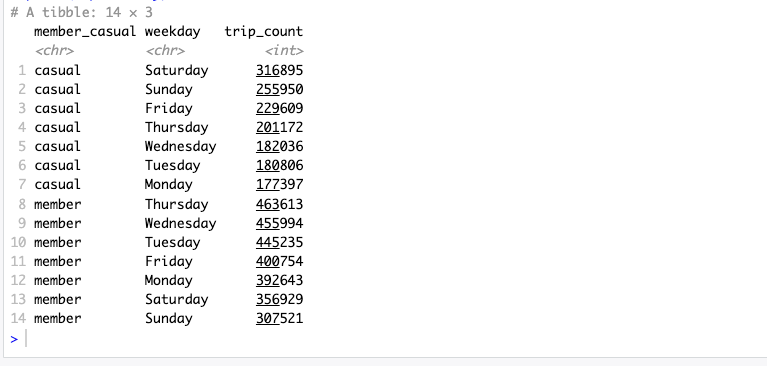 # A tibble: 14 × 3
member_casual weekday trip_count
<chr> <chr> <int>
1 casual Saturday 316895
2 casual Sunday 255950
3 casual Friday 229609
4 casual Thursday 201172
5 casual Wednesday 182036
6 casual Tuesday 180806
7 casual Monday 177397
8 member Thursday 463613
9 member Wednesday 455994
10 member Tuesday 445235
11 member Friday 400754
12 member Monday 392643
13 member Saturday 356929
14 member Sunday 307521
>